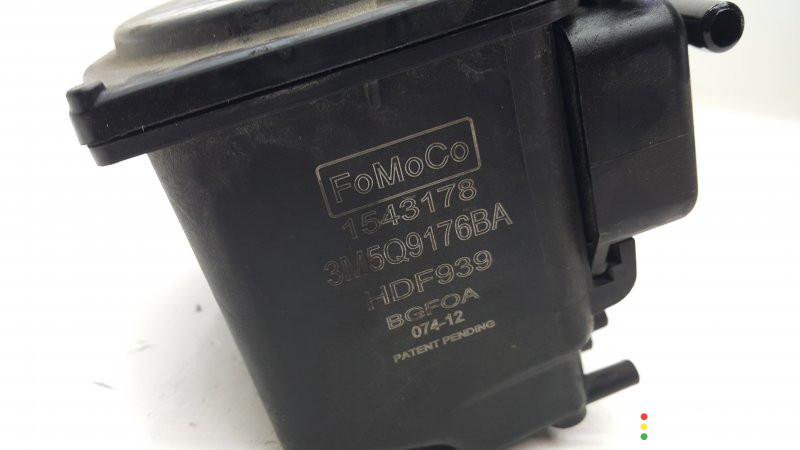 FoMoCo
1543178
3M5Q9176BA
HDF939
BGFOA
074-12
PATENT PENDING